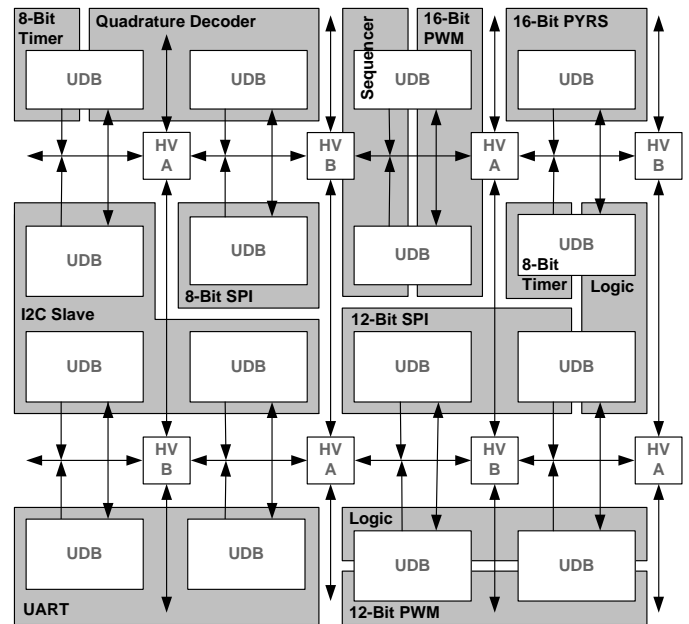 8-Bit
Timer
Quadrature Decoder
Sequencer
16-Bit
PWM
16-Bit PYRS
UDB
UDB
UDB
UDB
HV
A
HV
B
HV
A
HV
B
UDB
UDB
UDB
UDB
8-Bit SPI
8-Bit
Timer
Logic
I2C Slave
12-Bit SPI
UDB
UDB
UDB
UDB
HV
B
HV
A
HV
B
HV
A
Logic
UDB
UDB
UDB
UDB
UART
12-Bit PWM